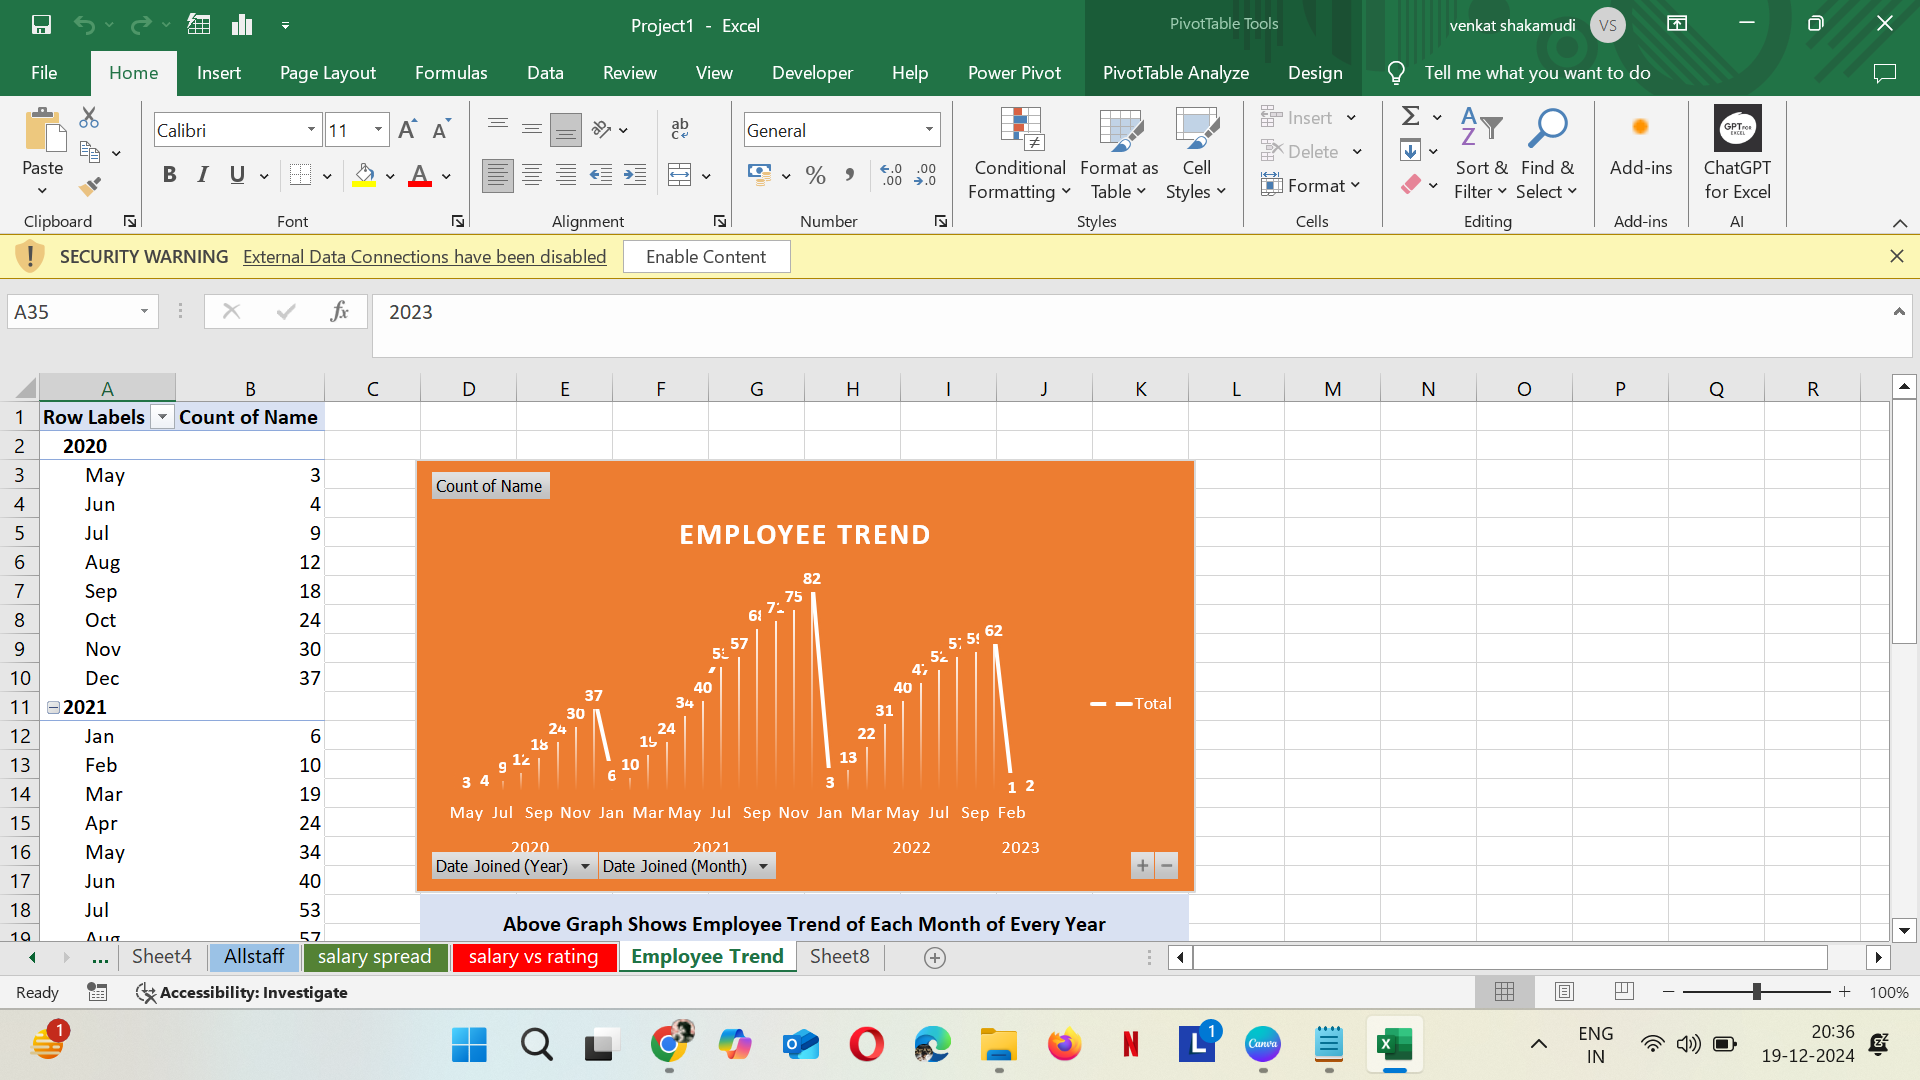 Project1 - Excel
PivotTable Tools
venkat shakamudi
VS
File Home Insert Page Layout Formulas Data Review View Developer Help Power Pivot PivotTable Analyze Design Tell me what you want to do
Paste
Calibri 11
ab
General
Conditional Formatting
Format as Table
Cell Styles
Insert
Delete
Format
Sort & Filter
Find & Select
Add-ins
ChatGPT for Excel
Clipboard Font Alignment Number Styles Cells Editing Add-ins AI
SECURITY WARNING External Data Connections have been disabled Enable Content
A35 fx 2023
A B C D E F G H I J K L M N O P Q R
1 Row Labels Count of Name
2 2020
3 May 3
4 Jun 4
5 Jul 9
6 Aug 12
7 Sep 18
8 Oct 24
9 Nov 30
10 Dec 37
11 2021
12 Jan 6
13 Feb 10
14 Mar 19
15 Apr 24
16 May 34
17 Jun 40
18 Jul 53
19 Aug 57
Count of Name
EMPLOYEE TREND
3 4 9 12 18 24 30 37 6 10 19 24 34 40 57 75 82 3 13 22 31 40 62 1 2
Total
May Jul Sep Nov Jan Mar May Jul Sep Nov Jan Mar May Jul Sep Feb
2020 2021 2022 2023
Date Joined (Year) Date Joined (Month)
Above Graph Shows Employee Trend of Each Month of Every Year
... Sheet4 Allstaff salary spread salary vs rating Employee Trend Sheet8
Ready Accessibility: Investigate 100%
1
Canva
ENG
IN
20:36
19-12-2024